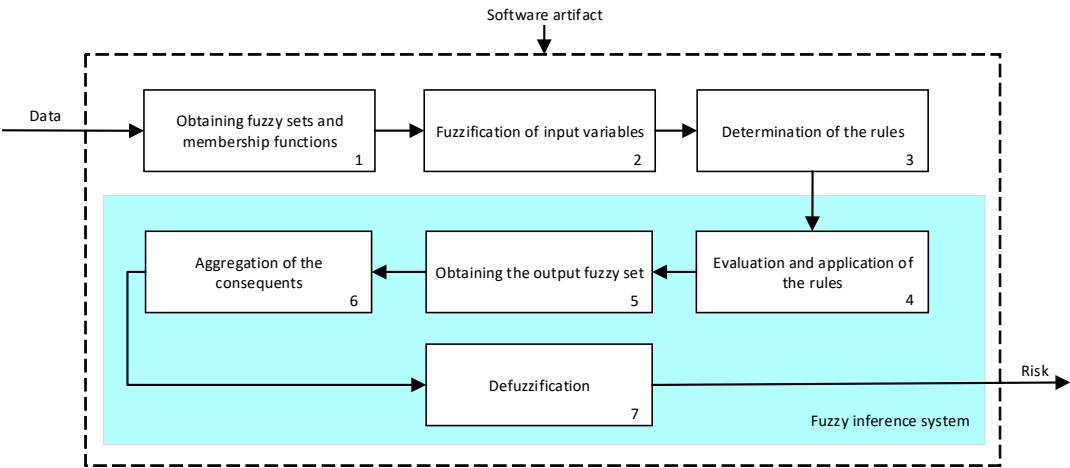 Software artifact
Data
Obtaining fuzzy sets and
membership functions
1
Fuzzification of input variables
2
Determination of the rules
3
Evaluation and application of
the rules
4
Obtaining the output fuzzy set
5
Aggregation of the
consequents
6
Defuzzification
7
Risk
Fuzzy inference system